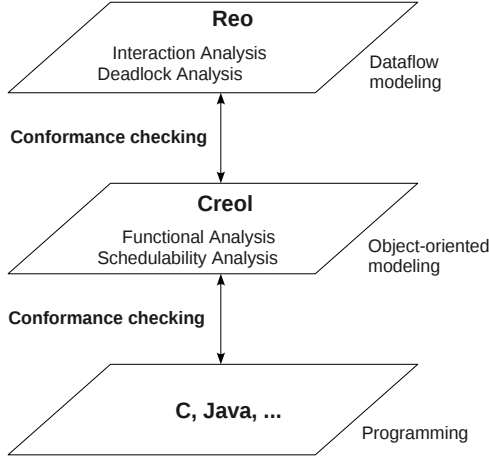 Reo
Interaction Analysis
Deadlock Analysis
Dataflow
modeling
Conformance checking
Creol
Functional Analysis
Schedulability Analysis
Object-oriented
modeling
Conformance checking
C, Java, ...
Programming